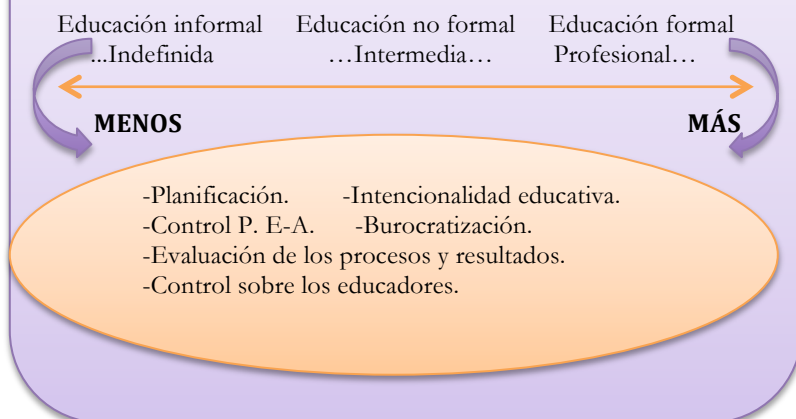 Educación informal Educación no formal Educación formal
...Indefinida …Intermedia… Profesional…
MENOS MÁS
-Planificación. -Intencionalidad educativa.
-Control P. E-A. -Burocratización.
-Evaluación de los procesos y resultados.
-Control sobre los educadores.